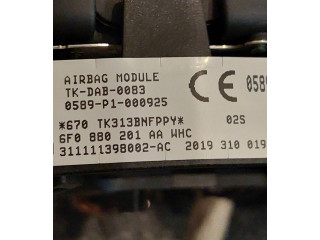 AIRBAG MODULE
TK-DAB-0083
0589-P1-000925
CE 0589
*670 TK313BNFPPY* 02S
6F0 880 201 AA WHC
311111398002-AC 2019 310 019